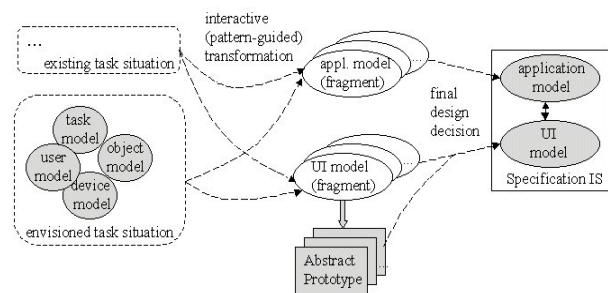 ...
existing task situation
interactive
(pattern-guided)
transformation
appl. model
(fragment)
...
application
model
UI
model
Specification IS
final
design
decision
task
model
object
model
user
model
device
model
envisioned task situation
UI model
(fragment)
...
Abstract
Prototype
...